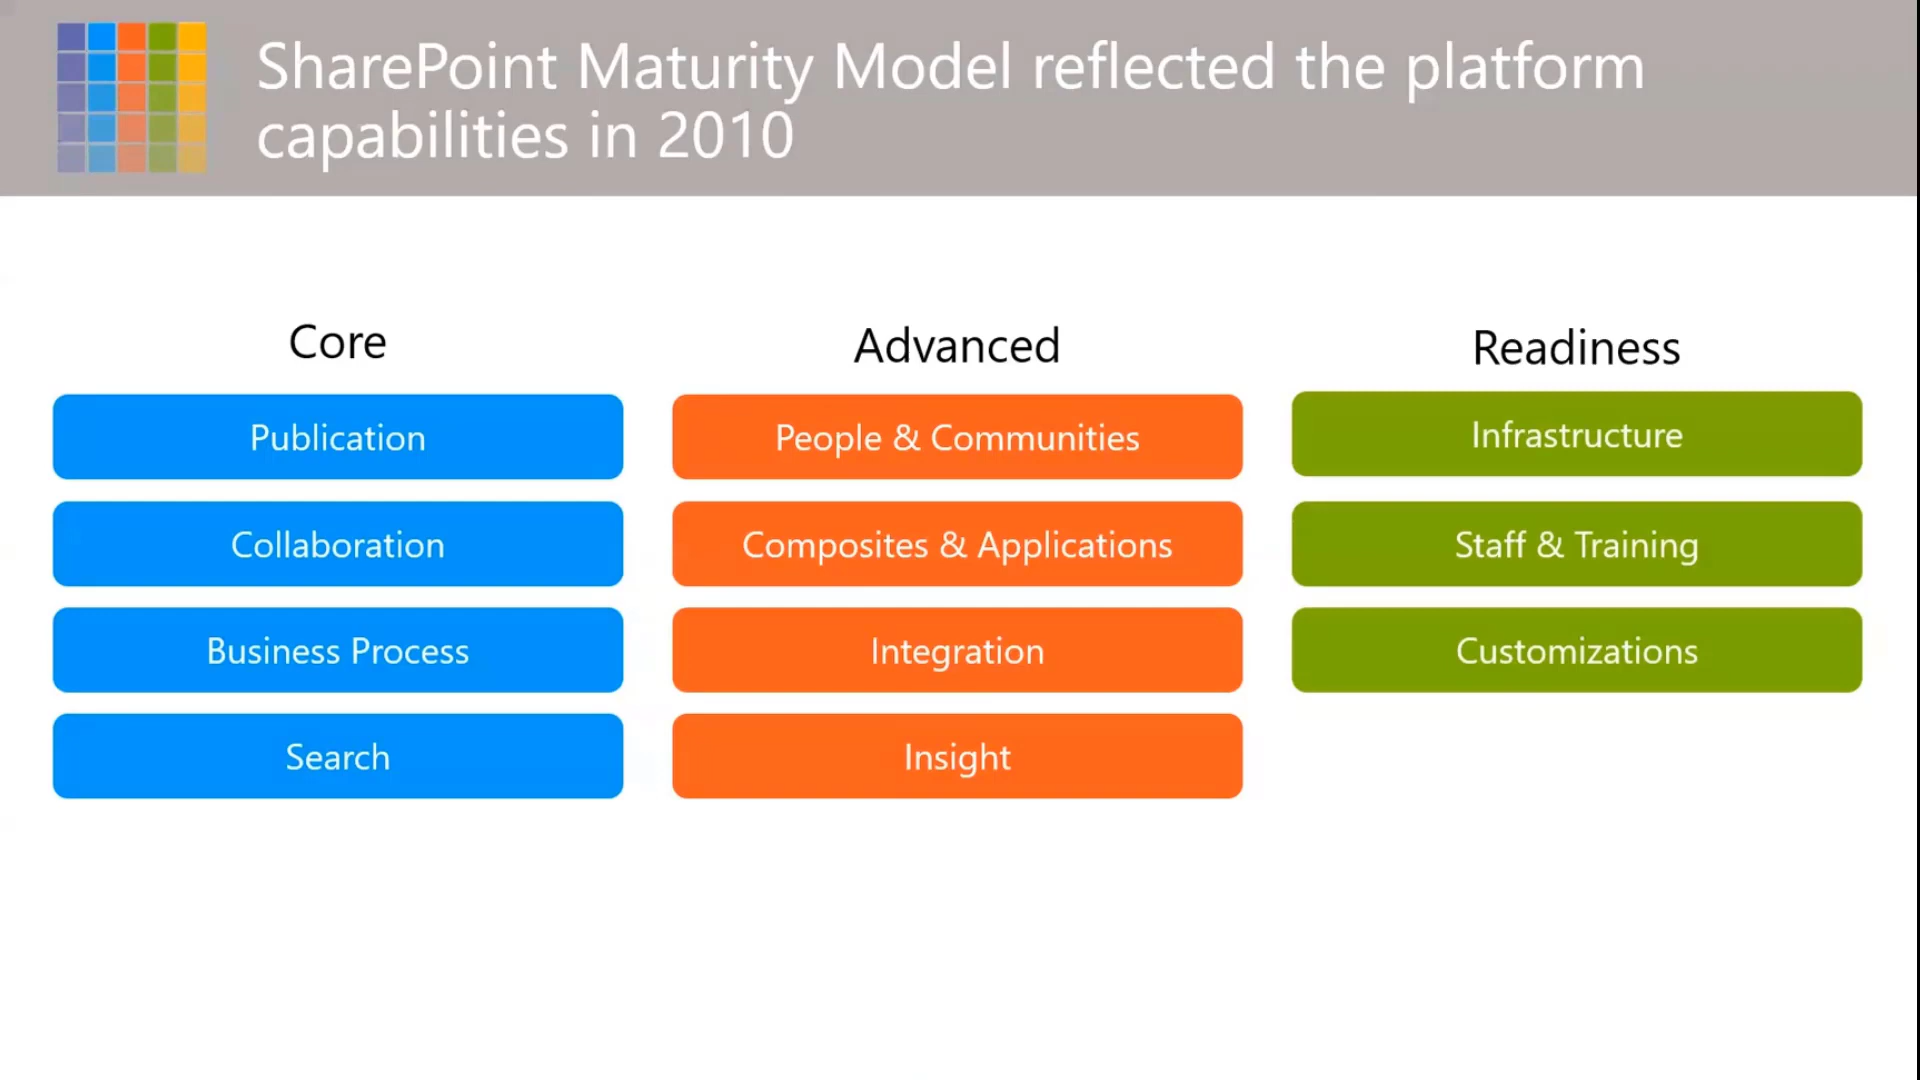 SharePoint Maturity Model reflected the platform
capabilities in 2010
Core
Publication
Collaboration
Business Process
Search
Advanced
People & Communities
Composites & Applications
Integration
Insight
Readiness
Infrastructure
Staff & Training
Customizations